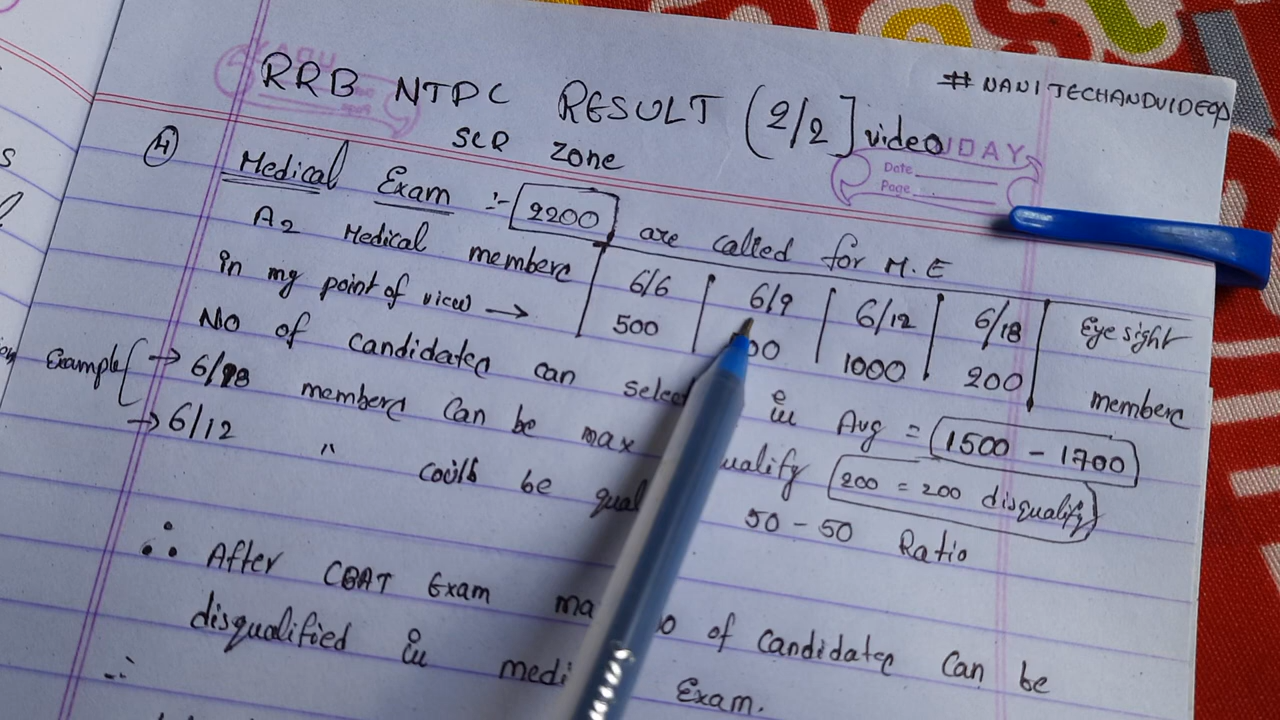 RRB NTPC RESULT (2/2] video
#NANITECHANDVIDEOS
SCR Zone
Date
Page
4 Medical Exam :- 2200 are called for M.E
A2 Medical members
in my point of view →
6/6 6/9 6/12 6/18 Eyesight
500 00 1000 200 members
No of candidates can select in Avg = 1500 - 1700
Example → 6/18 members can be max qualify 200 = 200 disqualify
→ 6/12 " could be qual 50 - 50 Ratio
∴ After CBAT Exam ma o of candidates can be
disqualified in medi Exam.